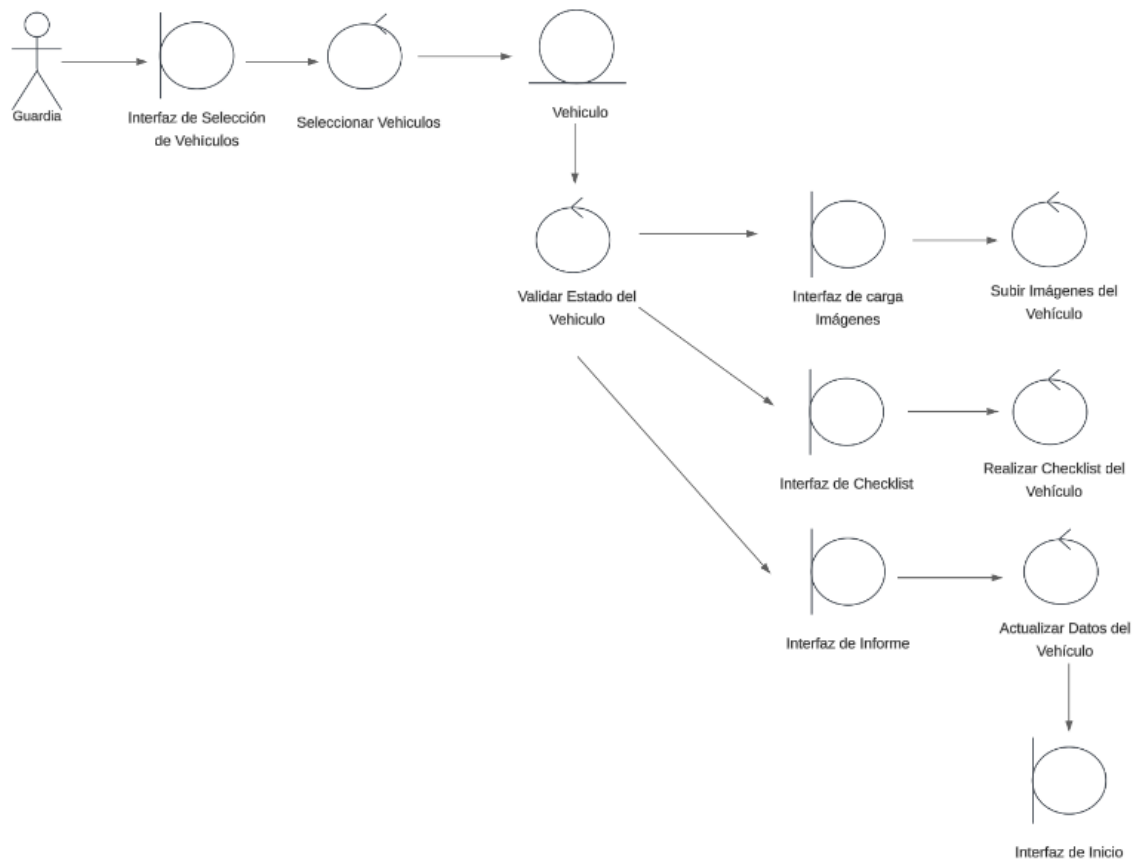 Guardia
Interfaz de Selección
de Vehículos
Seleccionar Vehiculos
Vehiculo
Validar Estado del
Vehiculo
Interfaz de carga
Imágenes
Subir Imágenes del
Vehículo
Interfaz de Checklist
Realizar Checklist del
Vehículo
Interfaz de Informe
Actualizar Datos del
Vehículo
Interfaz de Inicio